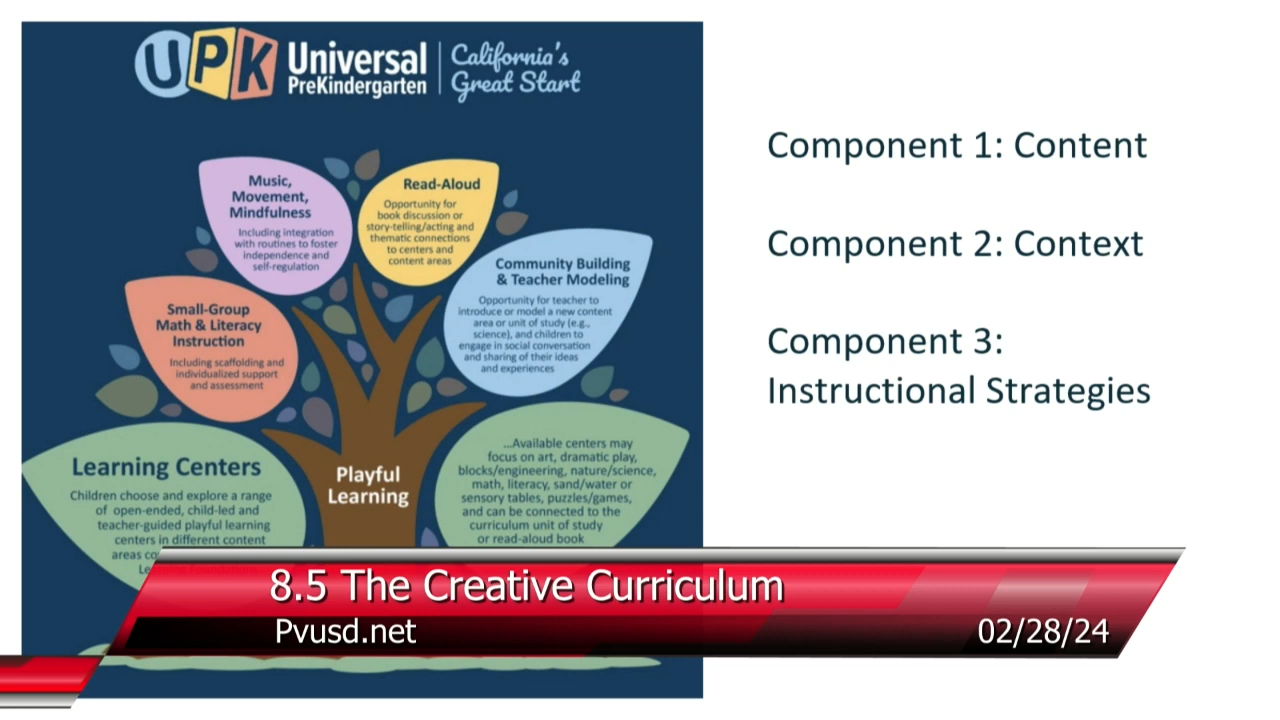 UPK Universal
PreKindergarten
California's
Great Start
Music,
Movement,
Mindfulness
Including integration
with routines to foster
independence and
self-regulation
Read-Aloud
Opportunity for
book discussion or
story-telling/acting and
thematic connections
to centers and
content areas
Community Building
& Teacher Modeling
Opportunity for teacher to
introduce or model a new content
area or unit of study (e.g.,
science), and children to
engage in social conversation
and sharing of their ideas
and experiences
Small-Group
Math & Literacy
Instruction
Including scaffolding and
individualized support
and assessment
Learning Centers
Children choose and explore a range
of open-ended, child-led and
teacher-guided playful learning
centers in different content
areas
Playful
Learning
...Available centers may
focus on art, dramatic play,
blocks/engineering, nature/science,
math, literacy, sand/water or
sensory tables, puzzles/games,
and can be connected to the
curriculum unit of study
or read-aloud book
Component 1: Content
Component 2: Context
Component 3:
Instructional Strategies
8.5 The Creative Curriculum
Pvusd.net
02/28/24